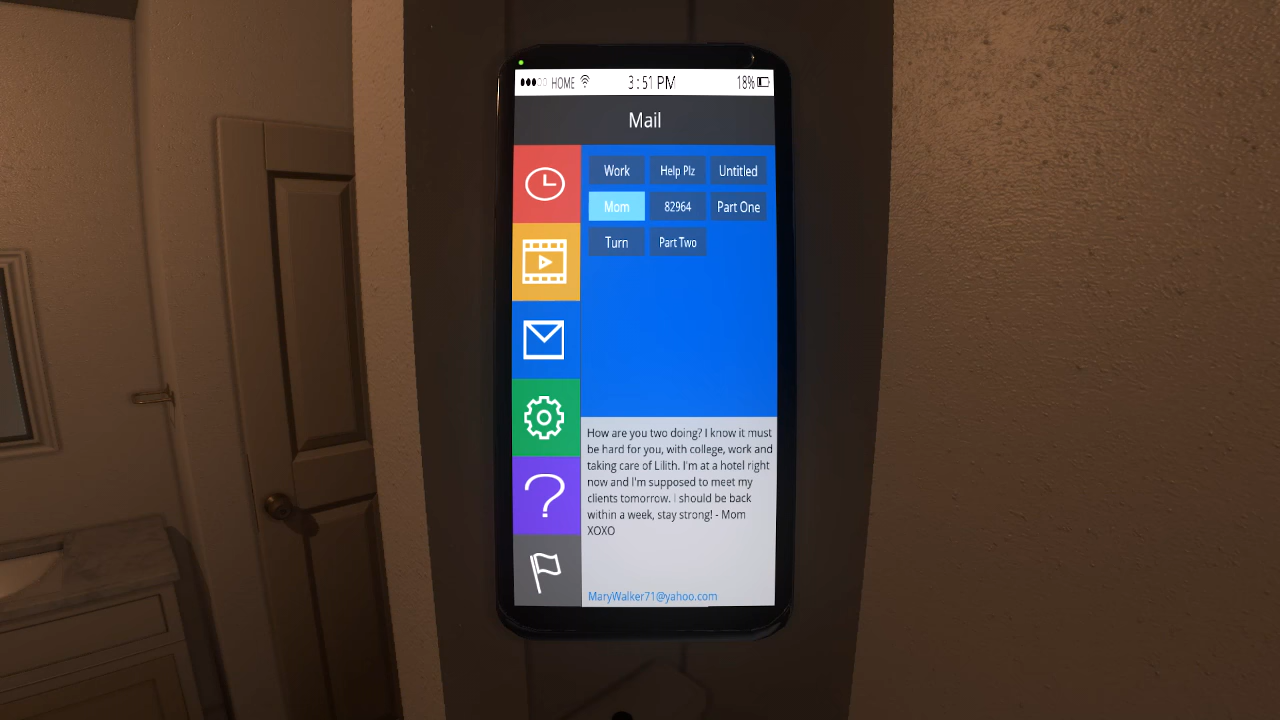 HOME 3:51 PM 18%
Mail
Work Help Plz Untitled
Mom 82964 Part One
Turn Part Two
How are you two doing? I know it must
be hard for you, with college, work and
taking care of Lilith. I'm at a hotel right
now and I'm supposed to meet my
clients tomorrow. I should be back
within a week, stay strong! - Mom
XOXO
MaryWalker71@yahoo.com